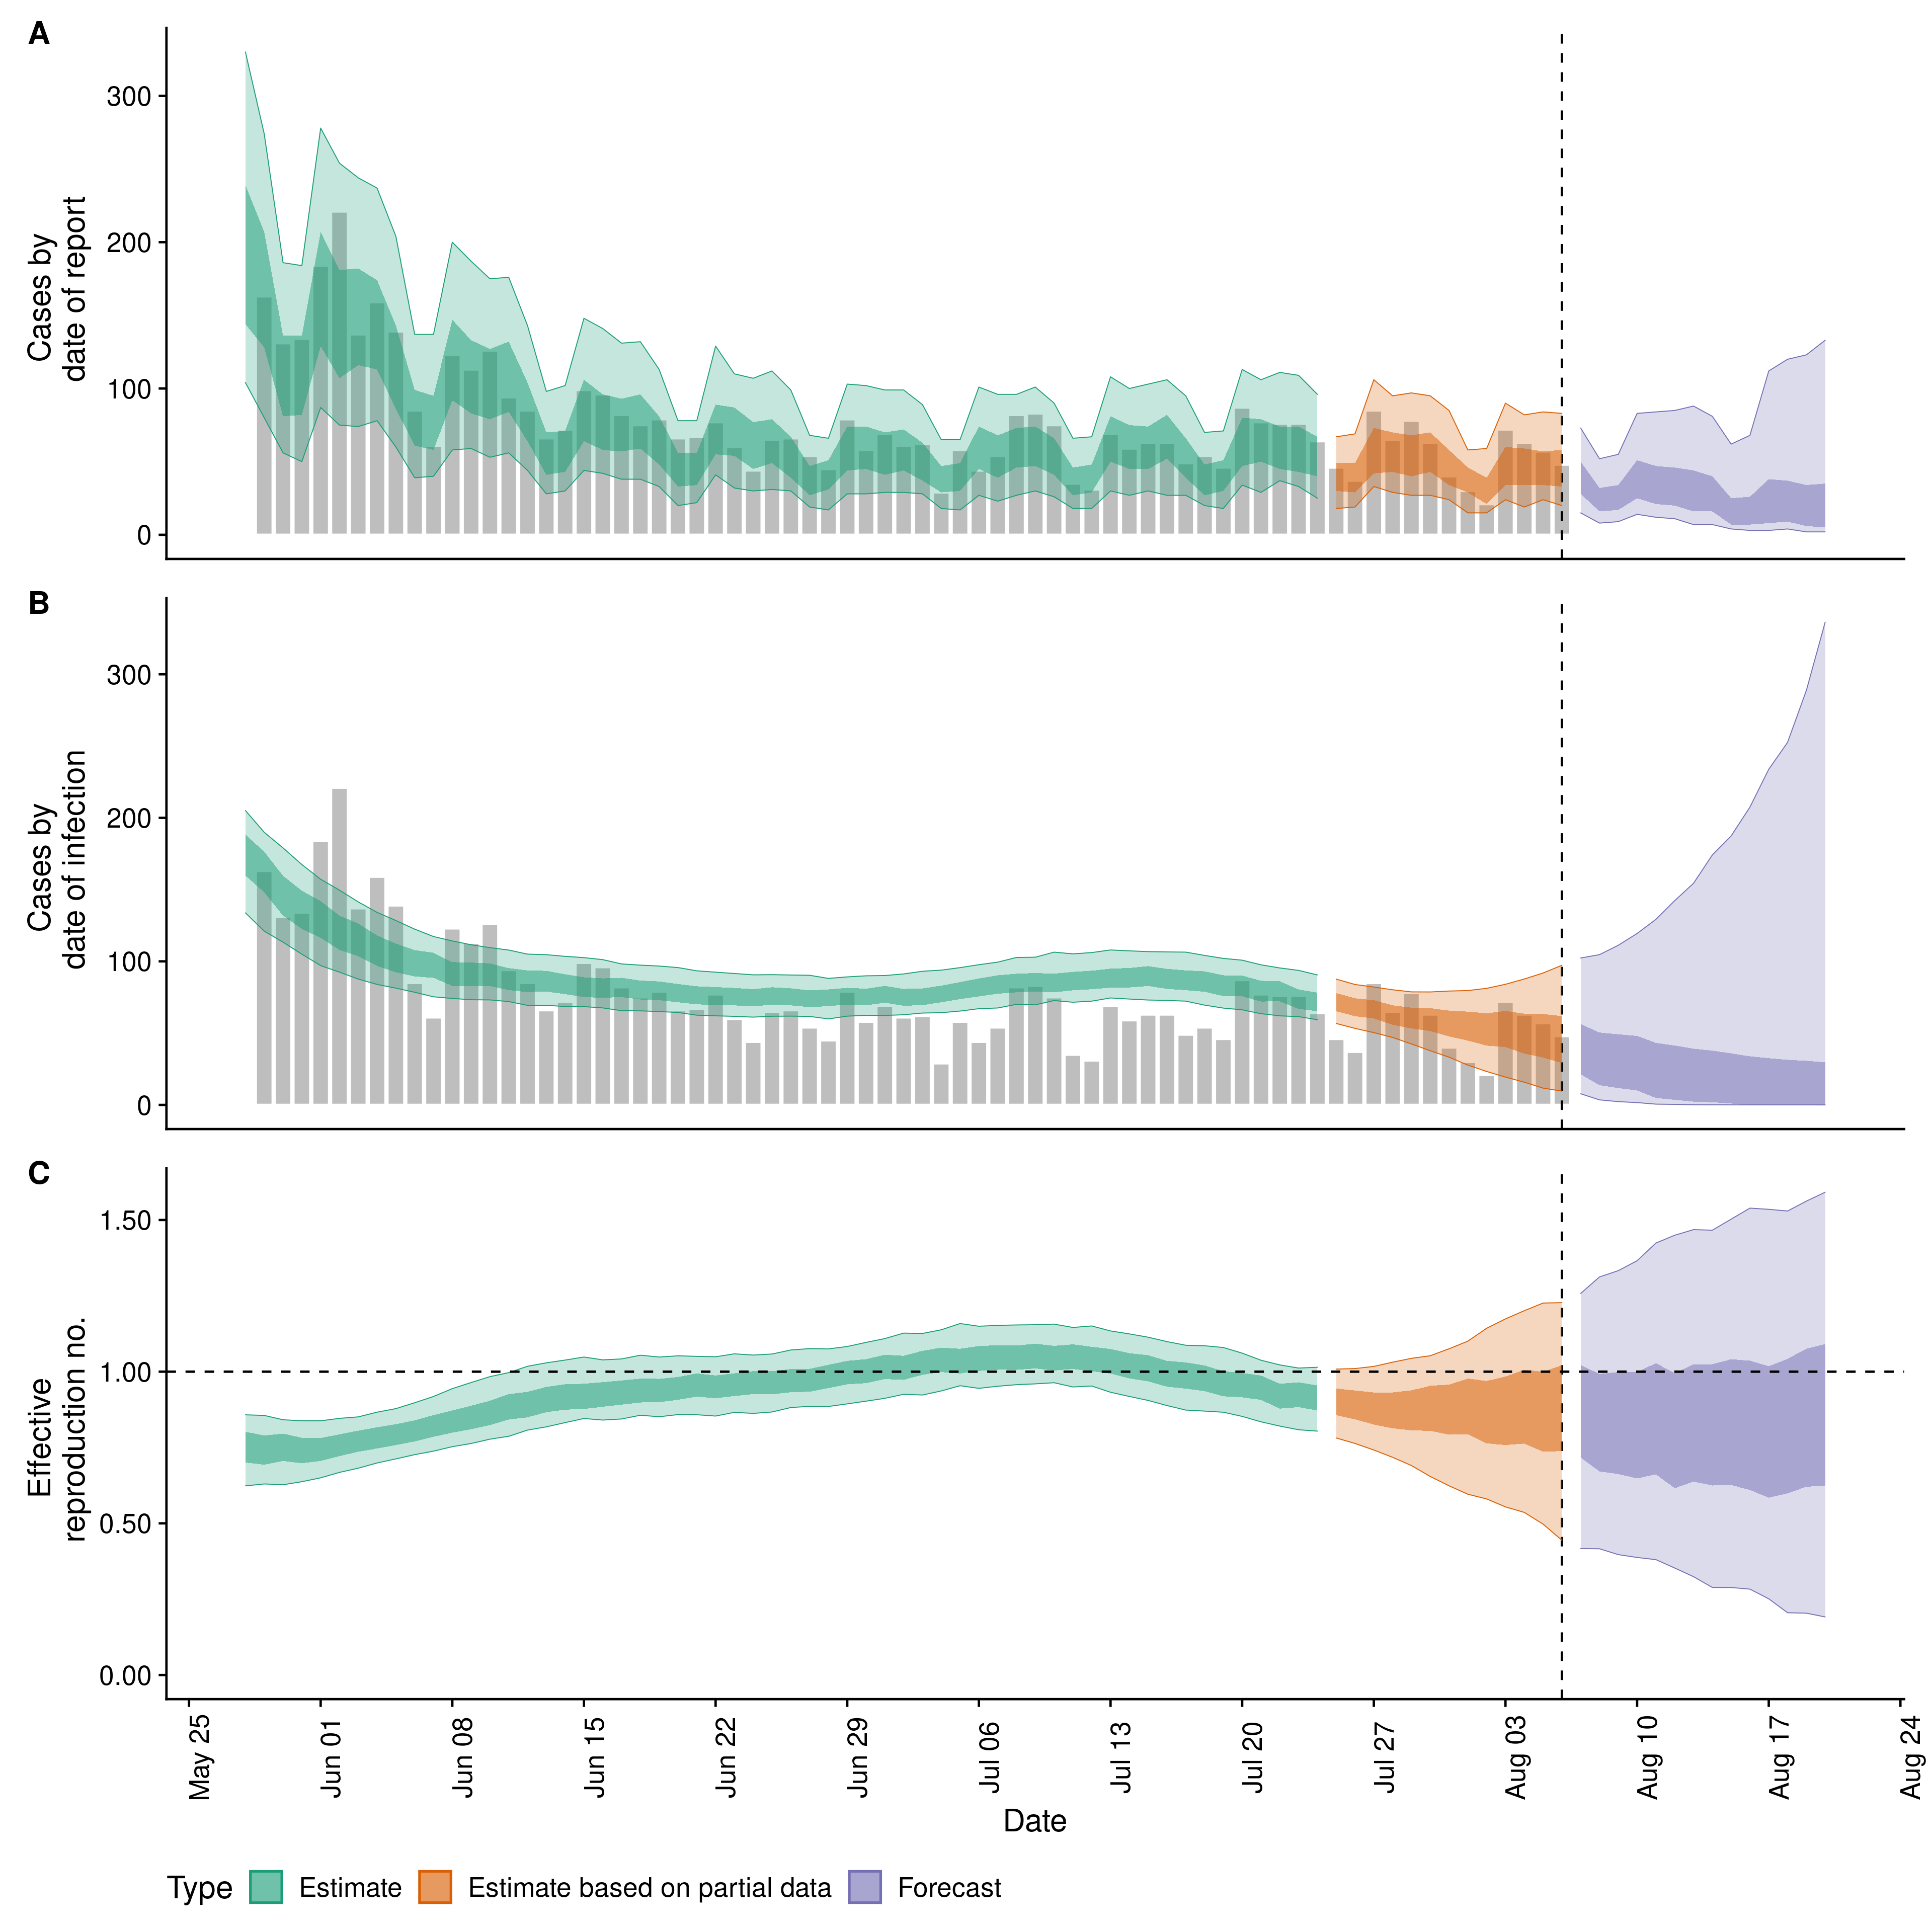 A
Cases by
date of report
300
200
100
0
B
Cases by
date of infection
300
200
100
0
C
Effective
reproduction no.
1.50
1.00
0.50
0.00
May 25
Jun 01
Jun 08
Jun 15
Jun 22
Jun 29
Jul 06
Jul 13
Jul 20
Jul 27
Aug 03
Aug 10
Aug 17
Aug 24
Date
Type Estimate Estimate based on partial data Forecast